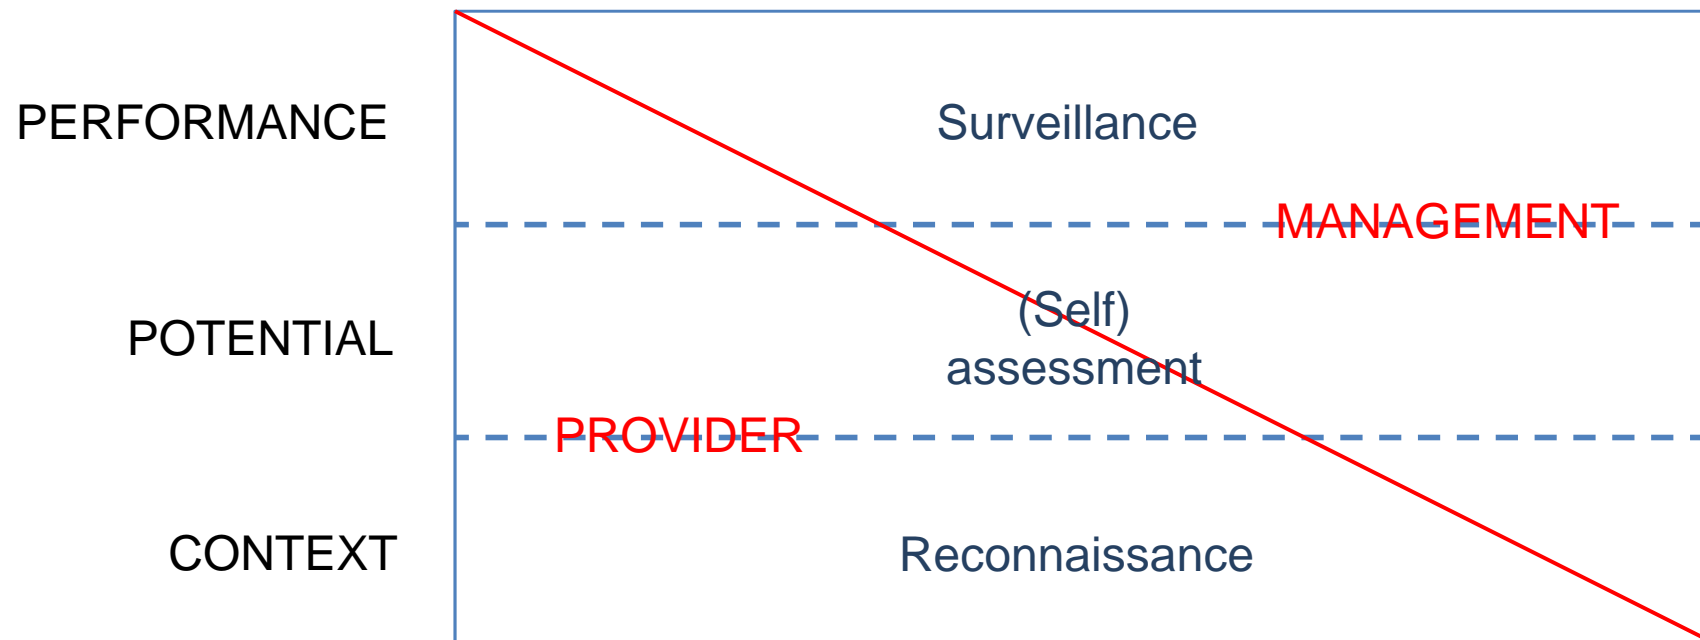 PERFORMANCE
Surveillance
MANAGEMENT
(Self)
POTENTIAL
assessment
PROVIDER
CONTEXT
Reconnaissance